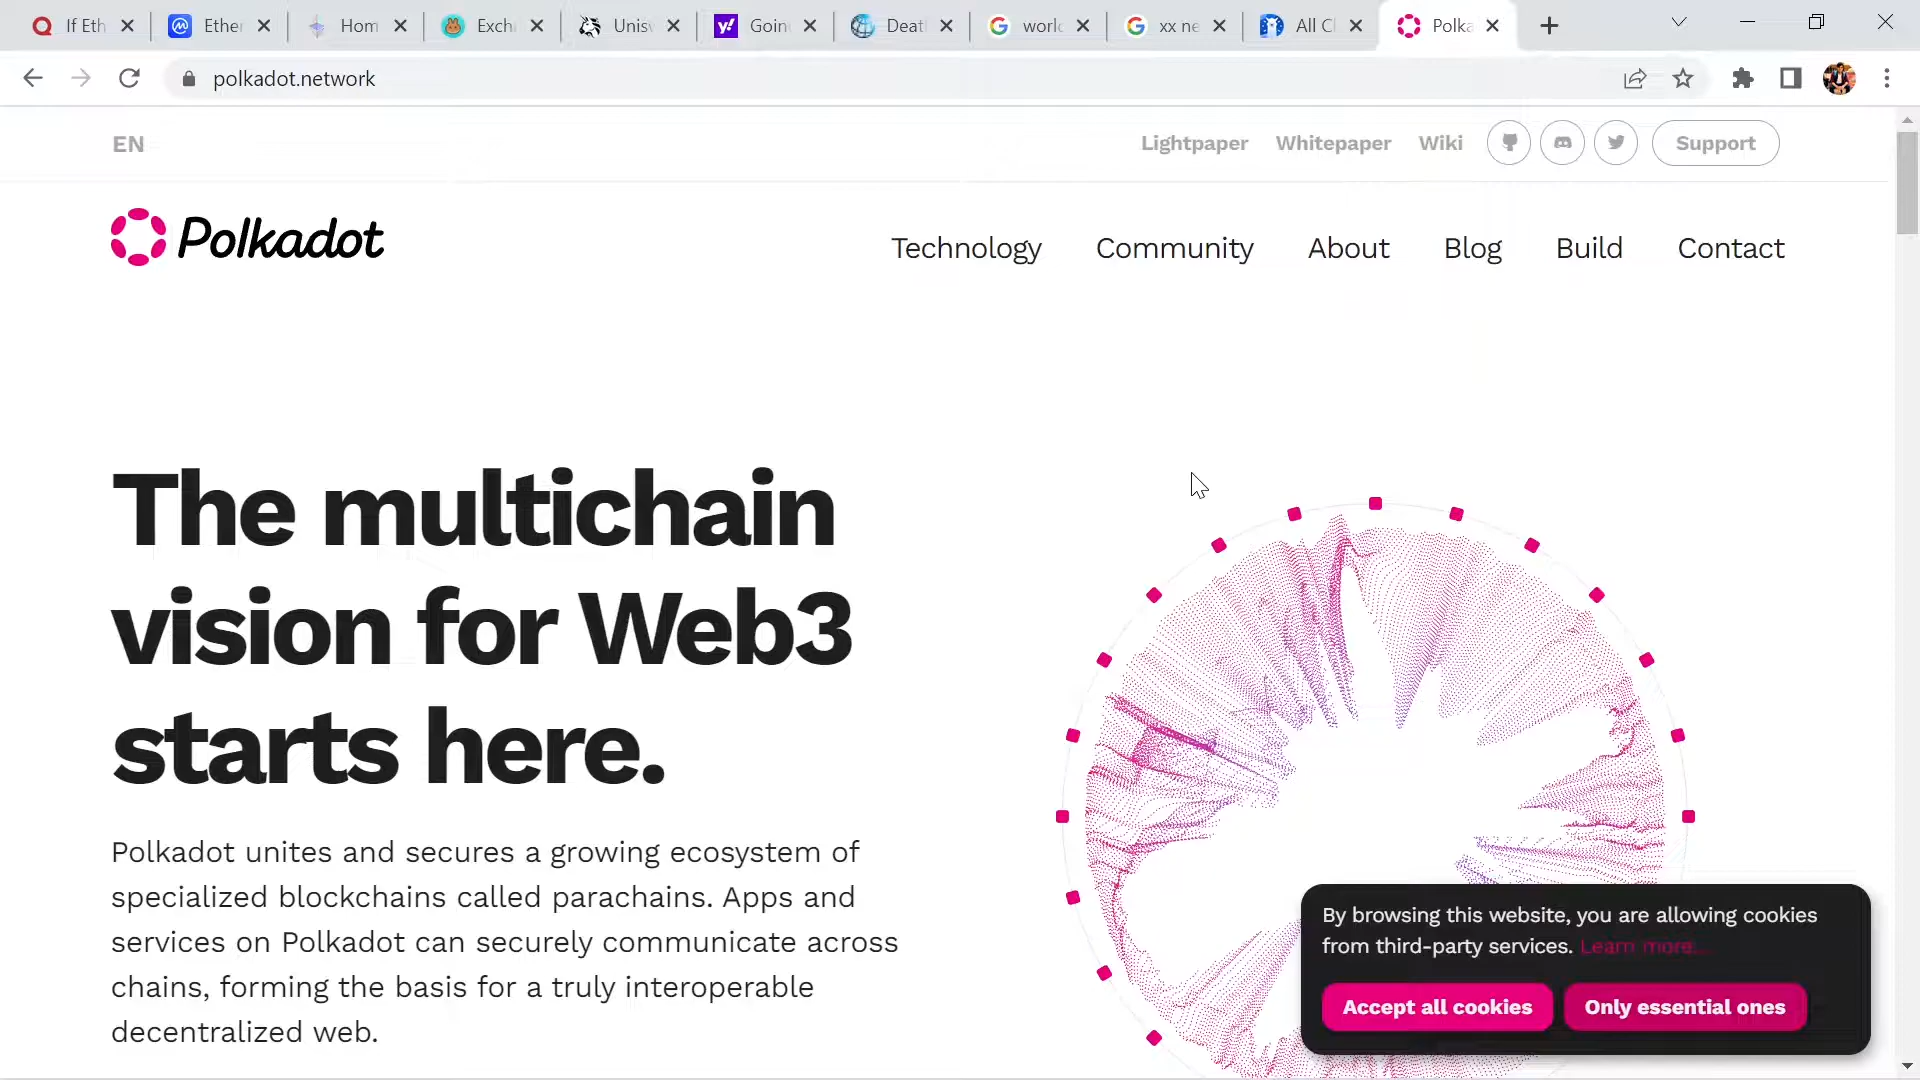 If Eth
Ether
Hom
Exch
Unisw
Goin
Deat
worlc
xx ne
All Cl
Polka
polkadot.network
EN
Lightpaper
Whitepaper
Wiki
Support
Polkadot
Technology
Community
About
Blog
Build
Contact
The multichain
vision for Web3
starts here.
Polkadot unites and secures a growing ecosystem of
specialized blockchains called parachains. Apps and
services on Polkadot can securely communicate across
chains, forming the basis for a truly interoperable
decentralized web.
By browsing this website, you are allowing cookies
from third-party services. Learn more...
Accept all cookies
Only essential ones